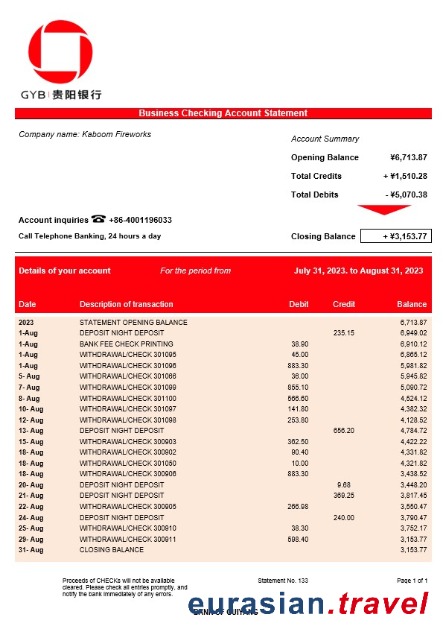 GYB 贵阳银行
Business Checking Account Statement
Company name: Kaboom Fireworks
Account Summary
Opening Balance ¥6,713.87
Total Credits + ¥1,510.28
Total Debits - ¥5,070.38
Account inquiries ☎ +86-4001196033
Call Telephone Banking, 24 hours a day
Closing Balance + ¥3,153.77
Details of your account For the period from July 31, 2023. to August 31, 2023
Date Description of transaction Debit Credit Balance
2023 STATEMENT OPENING BALANCE 6,713.87
1-Aug DEPOSIT NIGHT DEPOSIT 235.15 6,949.02
1-Aug BANK FEE CHECK PRINTING 38.90 6,910.12
1-Aug WITHDRAWAL/CHECK 301095 45.00 6,865.12
1-Aug WITHDRAWAL/CHECK 301096 883.30 5,981.82
5- Aug WITHDRAWAL/CHECK 301088 36.00 5,945.82
7- Aug WITHDRAWAL/CHECK 301099 855.10 5,090.72
8- Aug WITHDRAWAL/CHECK 301100 566.60 4,524.12
10- Aug WITHDRAWAL/CHECK 301097 141.80 4,382.32
12- Aug WITHDRAWAL/CHECK 301098 253.80 4,128.52
13- Aug DEPOSIT NIGHT DEPOSIT 656.20 4,784.72
15- Aug WITHDRAWAL/CHECK 300903 362.50 4,422.22
18- Aug WITHDRAWAL/CHECK 300902 90.40 4,331.82
18- Aug WITHDRAWAL/CHECK 301050 10.00 4,321.82
18- Aug WITHDRAWAL/CHECK 300906 883.30 3,438.52
20- Aug DEPOSIT NIGHT DEPOSIT 9.68 3,448.20
21- Aug DEPOSIT NIGHT DEPOSIT 369.25 3,817.45
22- Aug WITHDRAWAL/CHECK 300905 266.98 3,550.47
24- Aug DEPOSIT NIGHT DEPOSIT 240.00 3,790.47
25- Aug WITHDRAWAL/CHECK 300910 38.30 3,752.17
29- Aug WITHDRAWAL/CHECK 300911 598.40 3,153.77
31- Aug CLOSING BALANCE 3,153.77
Proceeds of CHECKs will not be available Statement No. 133 Page 1 of 1
cleared. Please check all entries promptly, and
notify the bank immediately of any errors.
BANK OF GUIYANG
eurasian.travel